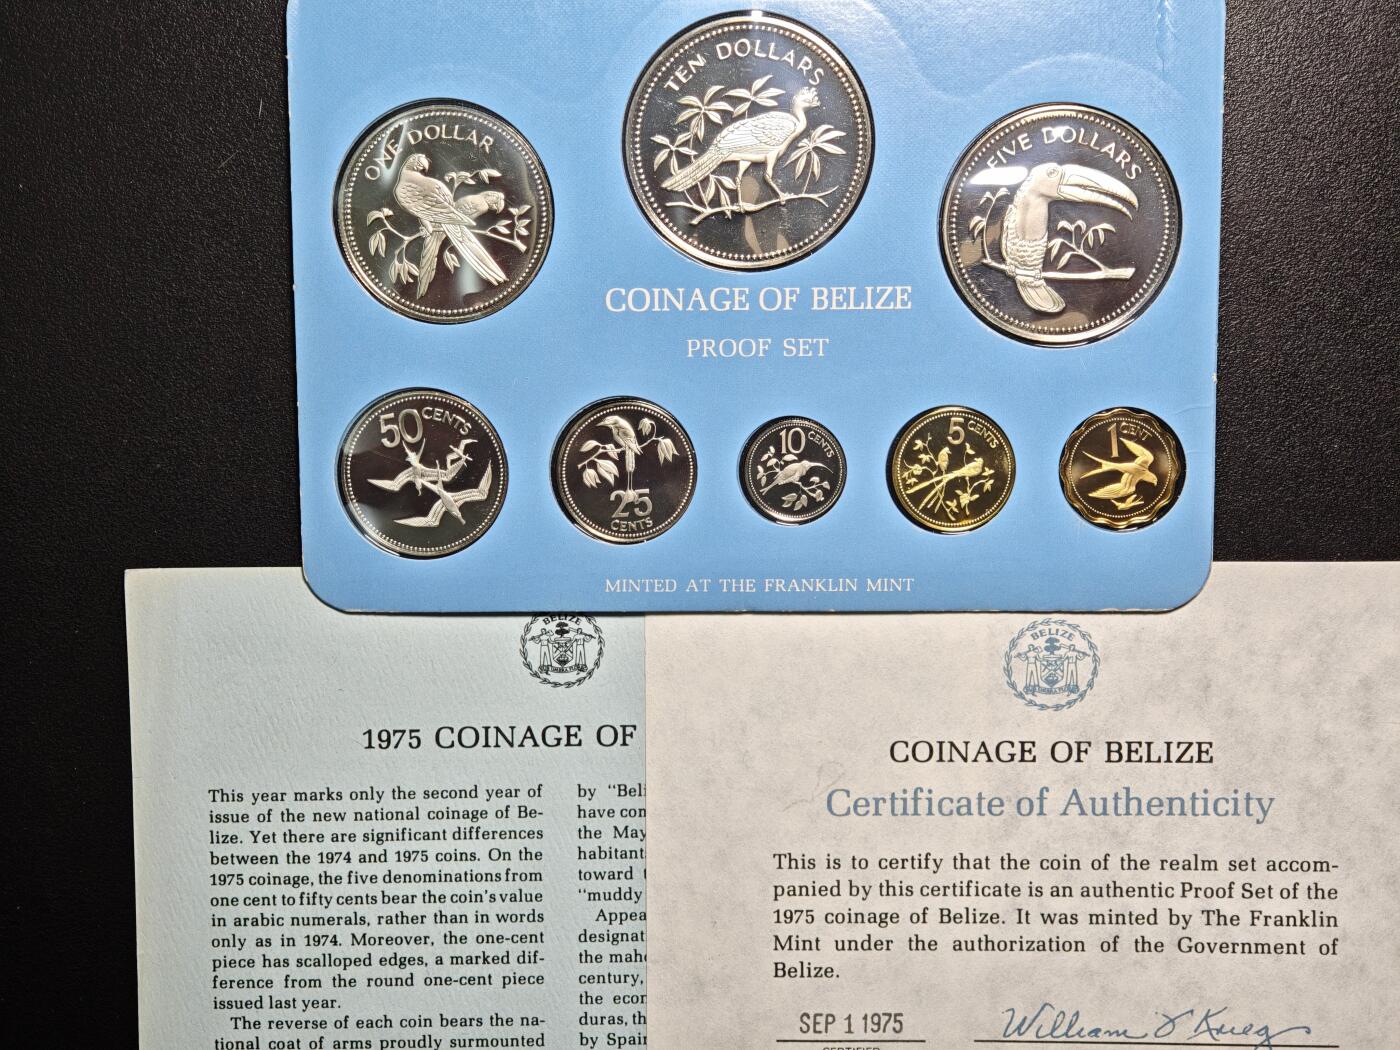 TEN DOLLARS
ONE DOLLAR
FIVE DOLLARS
COINAGE OF BELIZE
PROOF SET
50 CENTS
25
CENTS
10 CENTS
5 CENTS
1 CENT
MINTED AT THE FRANKLIN MINT
BELIZE
1975 COINAGE OF
This year marks only the second year of
issue of the new national coinage of Be-
lize. Yet there are significant differences
between the 1974 and 1975 coins. On the
1975 coinage, the five denominations from
one cent to fifty cents bear the coin's value
in arabic numerals, rather than in words
only as in 1974. Moreover, the one-cent
piece has scalloped edges, a marked dif-
ference from the round one-cent piece
issued last year.
The reverse of each coin bears the na-
tional coat of arms proudly surmounted
by "Beli
have con
the May
habitant
toward
"muddy
Appea
designat
the maho
century,
the econ
duras, th
by Spain
BELIZE
COINAGE OF BELIZE
Certificate of Authenticity
This is to certify that the coin of the realm set accom-
panied by this certificate is an authentic Proof Set of the
1975 coinage of Belize. It was minted by The Franklin
Mint under the authorization of the Government of
Belize.
SEP 1 1975
CERTIFIED